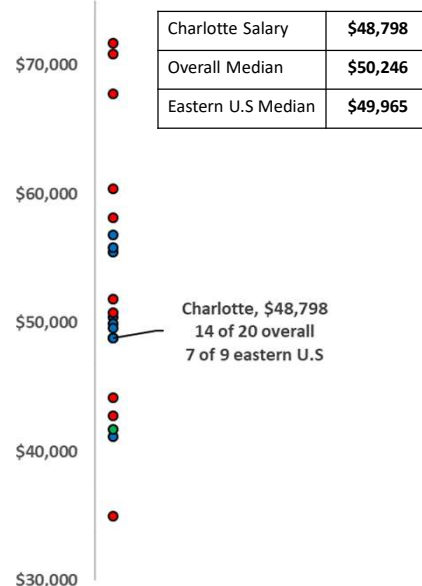 Charlotte Salary $48,798
Overall Median $50,246
Eastern U.S Median $49,965
$70,000
$60,000
$50,000
Charlotte, $48,798
14 of 20 overall
7 of 9 eastern U.S
$40,000
$30,000